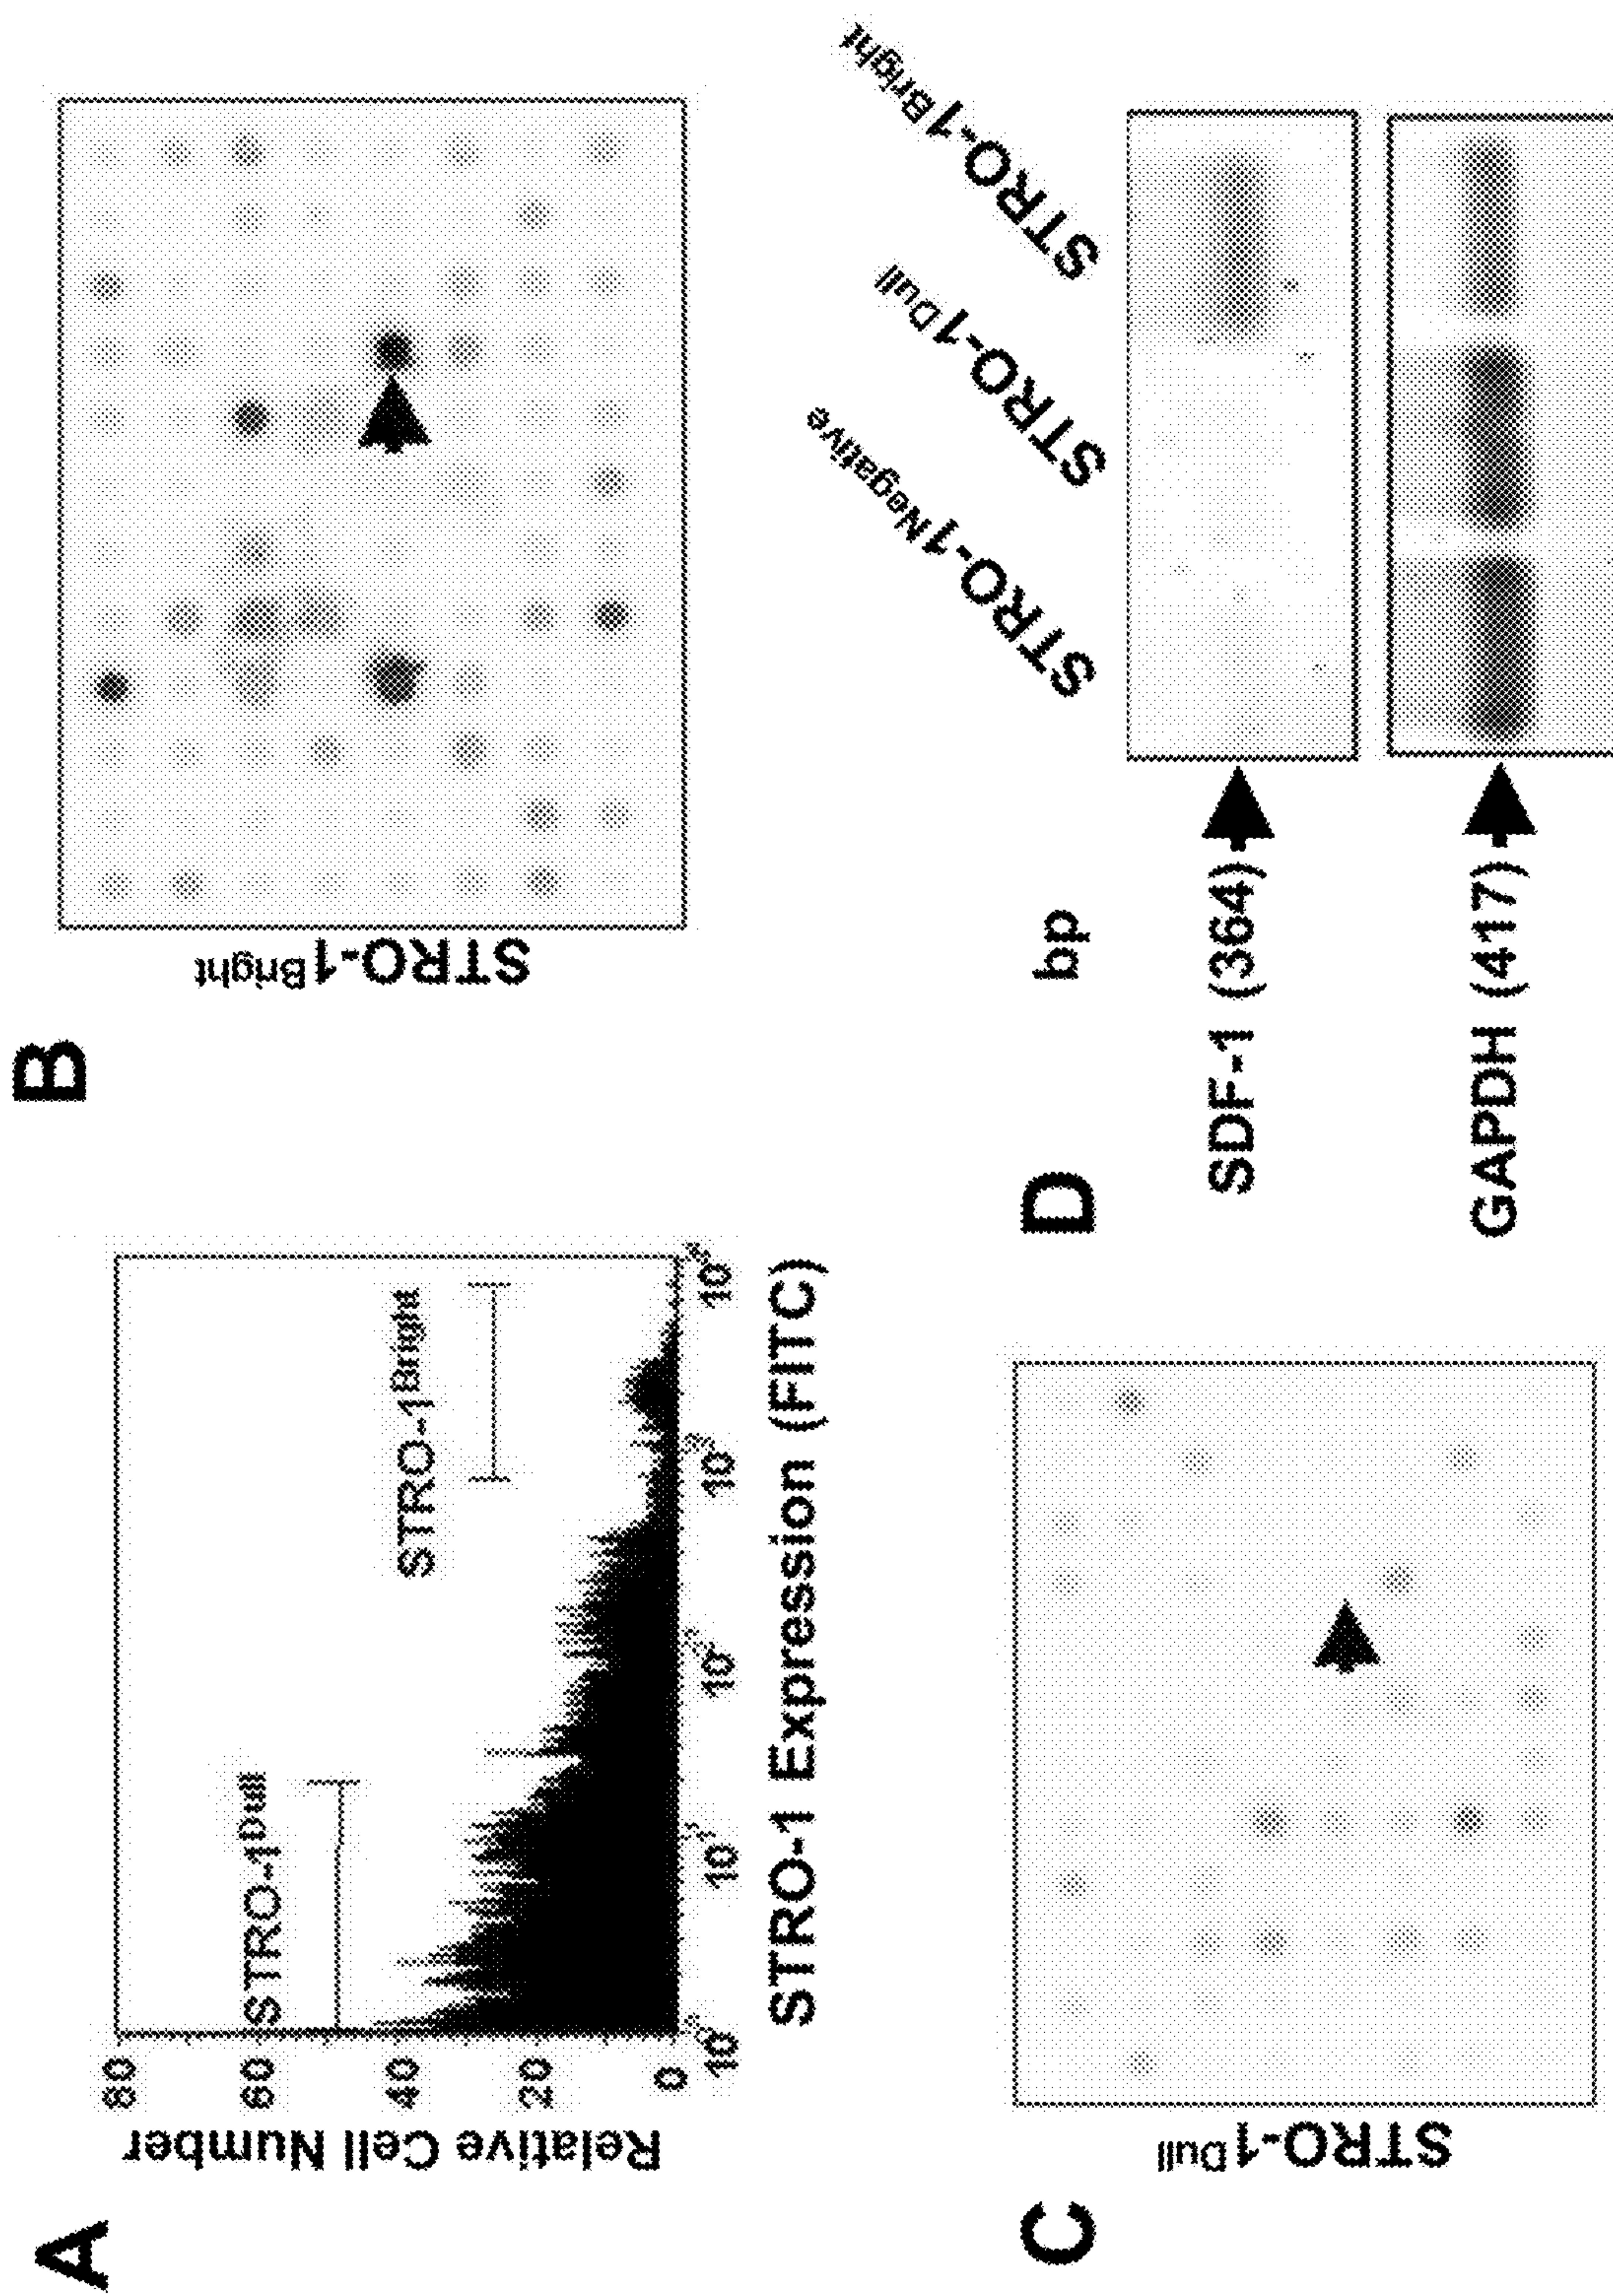 A
Relative Cell Number
80
60
40
20
0
STRO-1Dull
STRO-1Bright
10⁰
10¹
10²
10³
10⁴
STRO-1 Expression (FITC)
B
STRO-1Bright
C
STRO-1Dull
D
bp
STRO-1Negative
STRO-1Dull
STRO-1Bright
SDF-1 (364)
GAPDH (417)